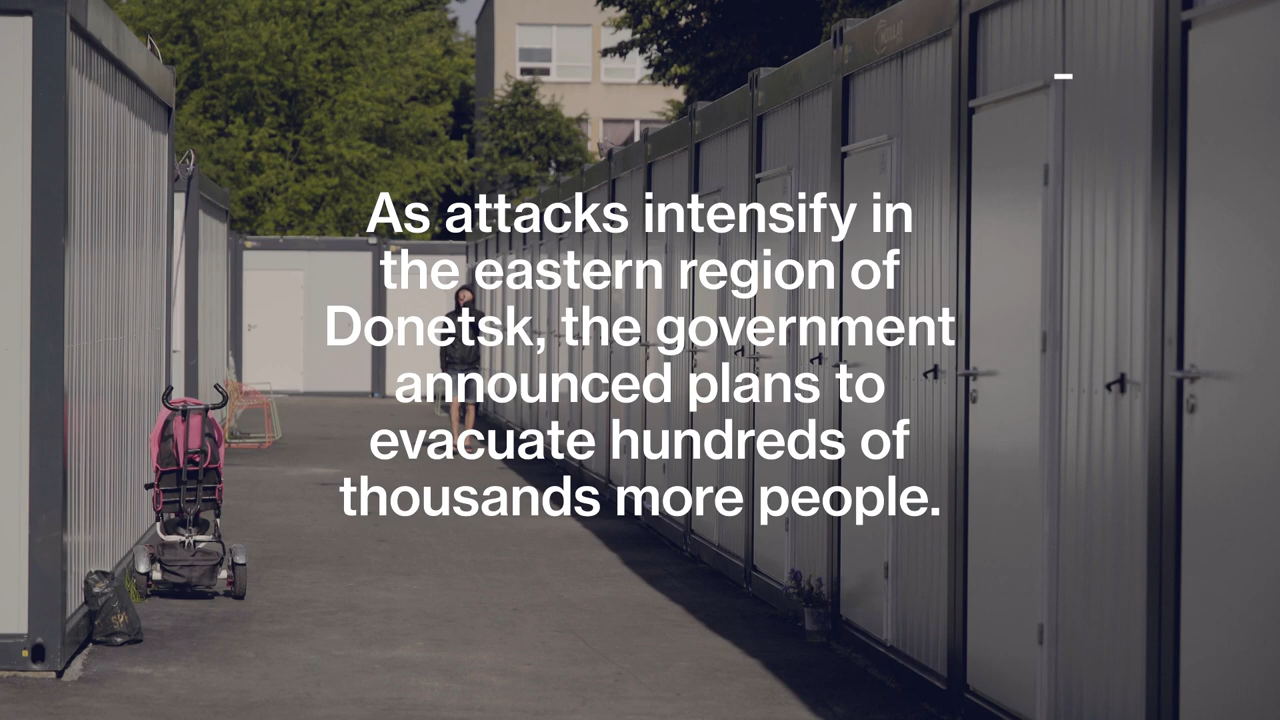 As attacks intensify in
the eastern region of
Donetsk, the government
announced plans to
evacuate hundreds of
thousands more people.